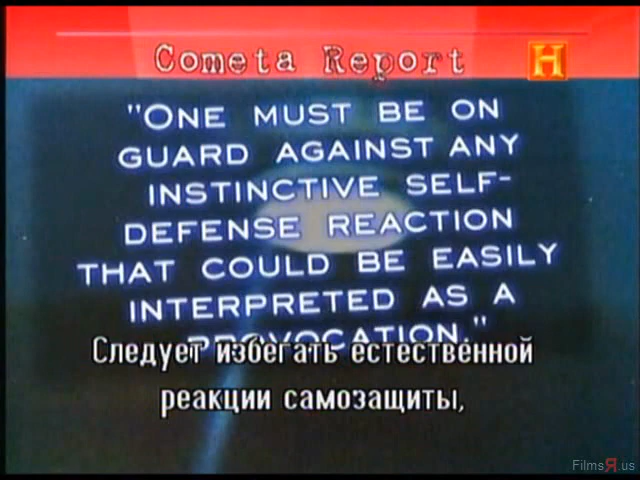 Cometa Report H
"ONE MUST BE ON
GUARD AGAINST ANY
INSTINCTIVE SELF-
DEFENSE REACTION
THAT COULD BE EASILY
INTERPRETED AS A
PROVOCATION."
Следует избегать естественной
реакции самозащиты,
FilmsЯ.us